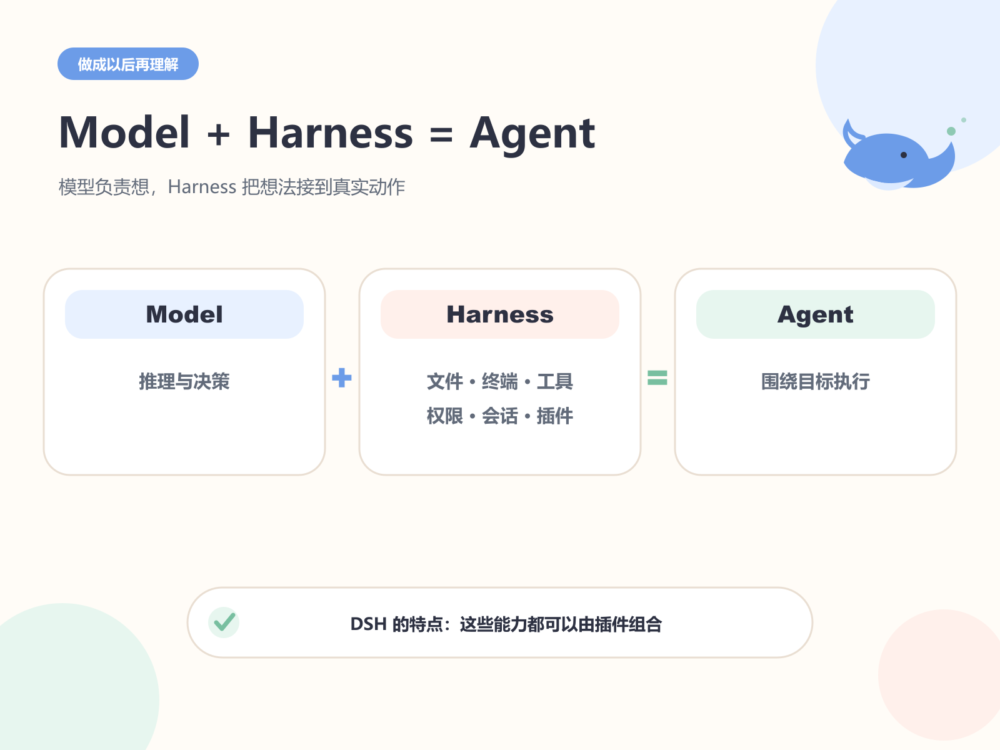 做成以后再理解
Model + Harness = Agent
模型负责想，Harness 把想法接到真实动作
Model
推理与决策
+
Harness
文件 · 终端 · 工具
权限 · 会话 · 插件
=
Agent
围绕目标执行
DSH 的特点：这些能力都可以由插件组合